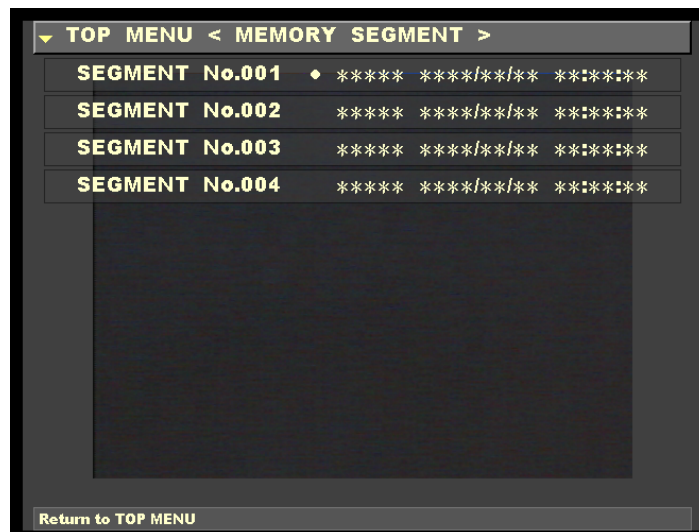 TOP MENU < MEMORY SEGMENT >
SEGMENT No.001 • ***** ****/**/** **:**:**
SEGMENT No.002 ***** ****/**/** **:**:**
SEGMENT No.003 ***** ****/**/** **:**:**
SEGMENT No.004 ***** ****/**/** **:**:**
Return to TOP MENU